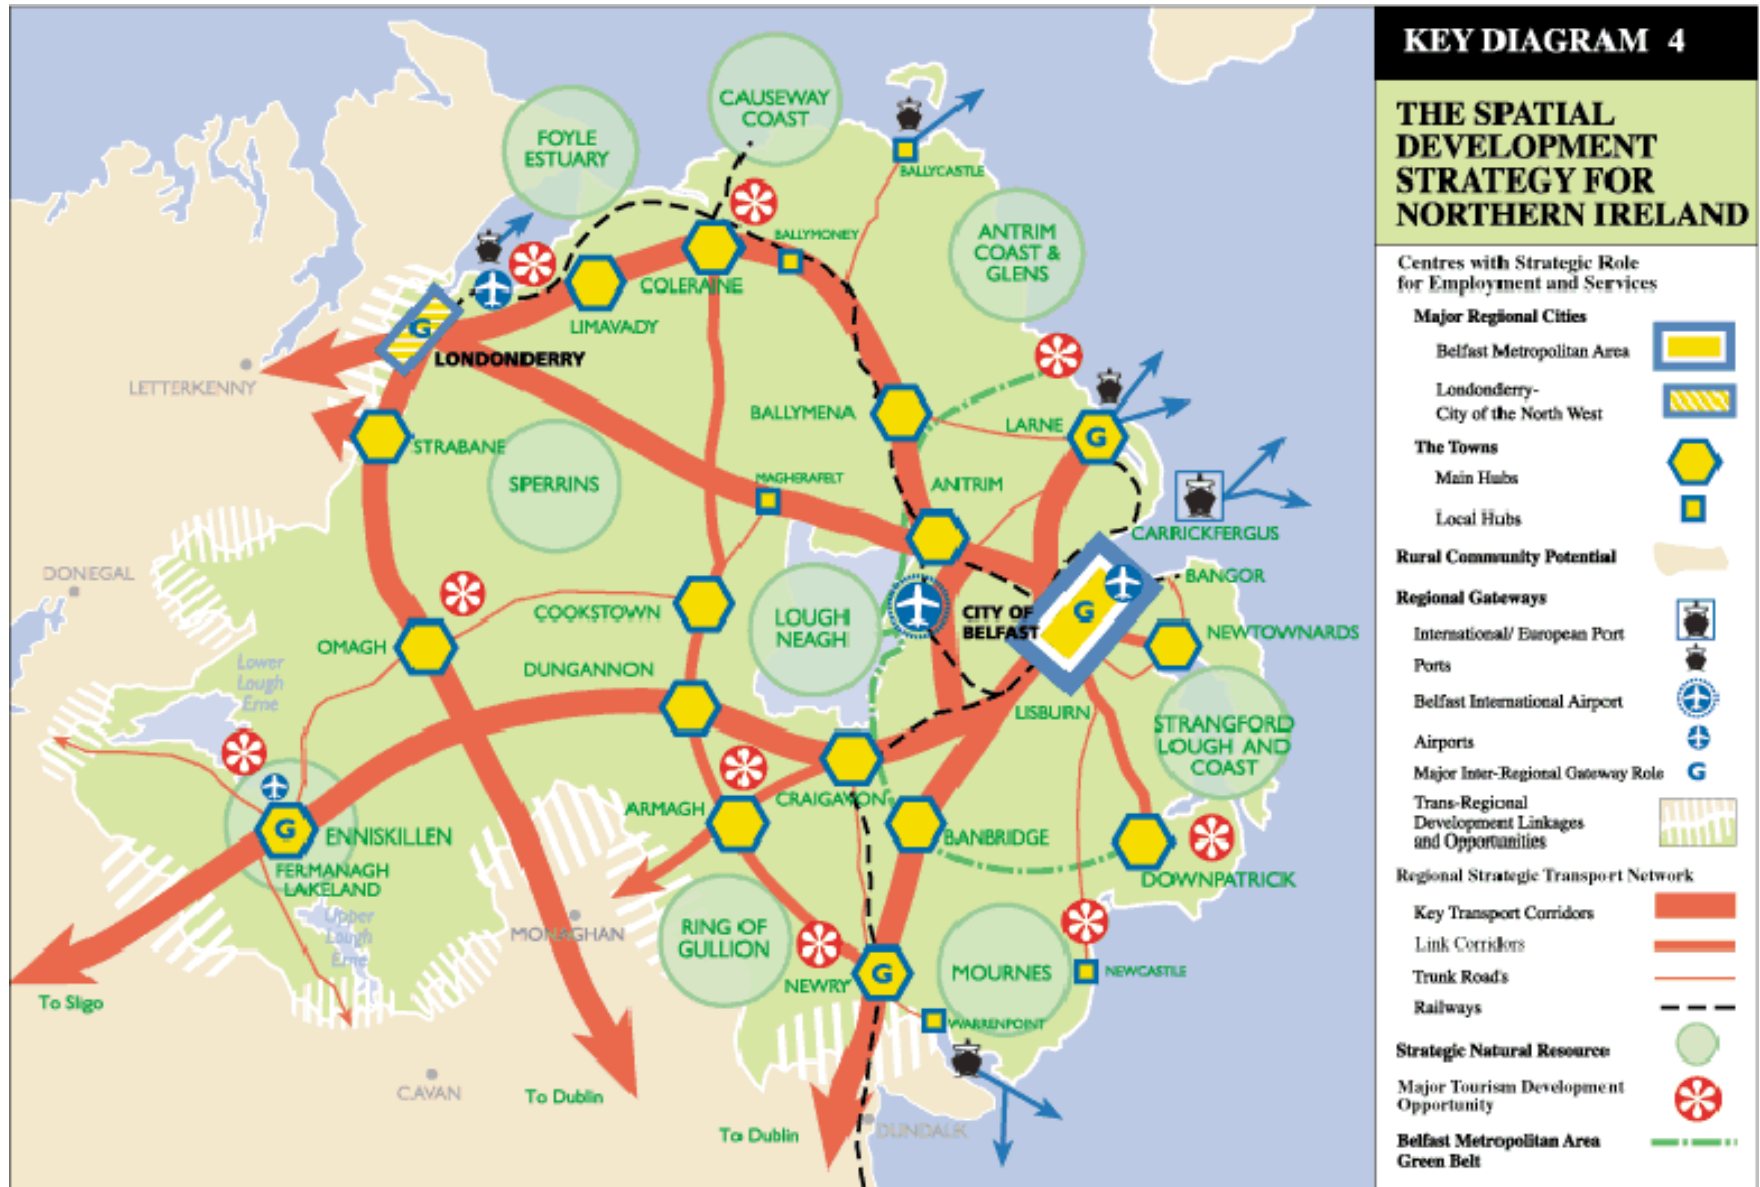 KEY DIAGRAM 4
THE SPATIAL
DEVELOPMENT
STRATEGY FOR
NORTHERN IRELAND
Centres with Strategic Role
for Employment and Services
Major Regional Cities
Belfast Metropolitan Area
Londonderry-
City of the North West
The Towns
Main Hubs
Local Hubs
Rural Community Potential
Regional Gateways
International/ European Port
Ports
Belfast International Airport
Airports
Major Inter-Regional Gateway Role
G
Trans-Regional
Development Linkages
and Opportunities
Regional Strategic Transport Network
Key Transport Corridors
Link Corridors
Trunk Roads
Railways
Strategic Natural Resource
Major Tourism Development
Opportunity
Belfast Metropolitan Area
Green Belt
CAUSEWAY
COAST
FOYLE
ESTUARY
BALLYCASTLE
ANTRIM
COAST &
GLENS
BALLYMONEY
COLERAINE
LIMAVADY
G
LONDONDERRY
LETTERKENNY
STRABANE
BALLYMENA
LARNE
G
SPERRINS
MAGHERAFELT
ANTRIM
CARRICKFERGUS
DONEGAL
BANGOR
COOKSTOWN
LOUGH
NEAGH
CITY OF
BELFAST
G
NEWTOWNARDS
OMAGH
Lower
Lough
Erne
DUNGANNON
LISBURN
STRANGFORD
LOUGH AND
COAST
CRAIGAVON
ARMAGH
BANBRIDGE
G
ENNISKILLEN
FERMANAGH
LAKELAND
DOWNPATRICK
Upper
Lough
Erne
MONAGHAN
RING OF
GULLION
NEWRY
G
MOURNES
NEWCASTLE
To Sligo
WARRENPOINT
CAVAN
To Dublin
To Dublin
DUNDALK